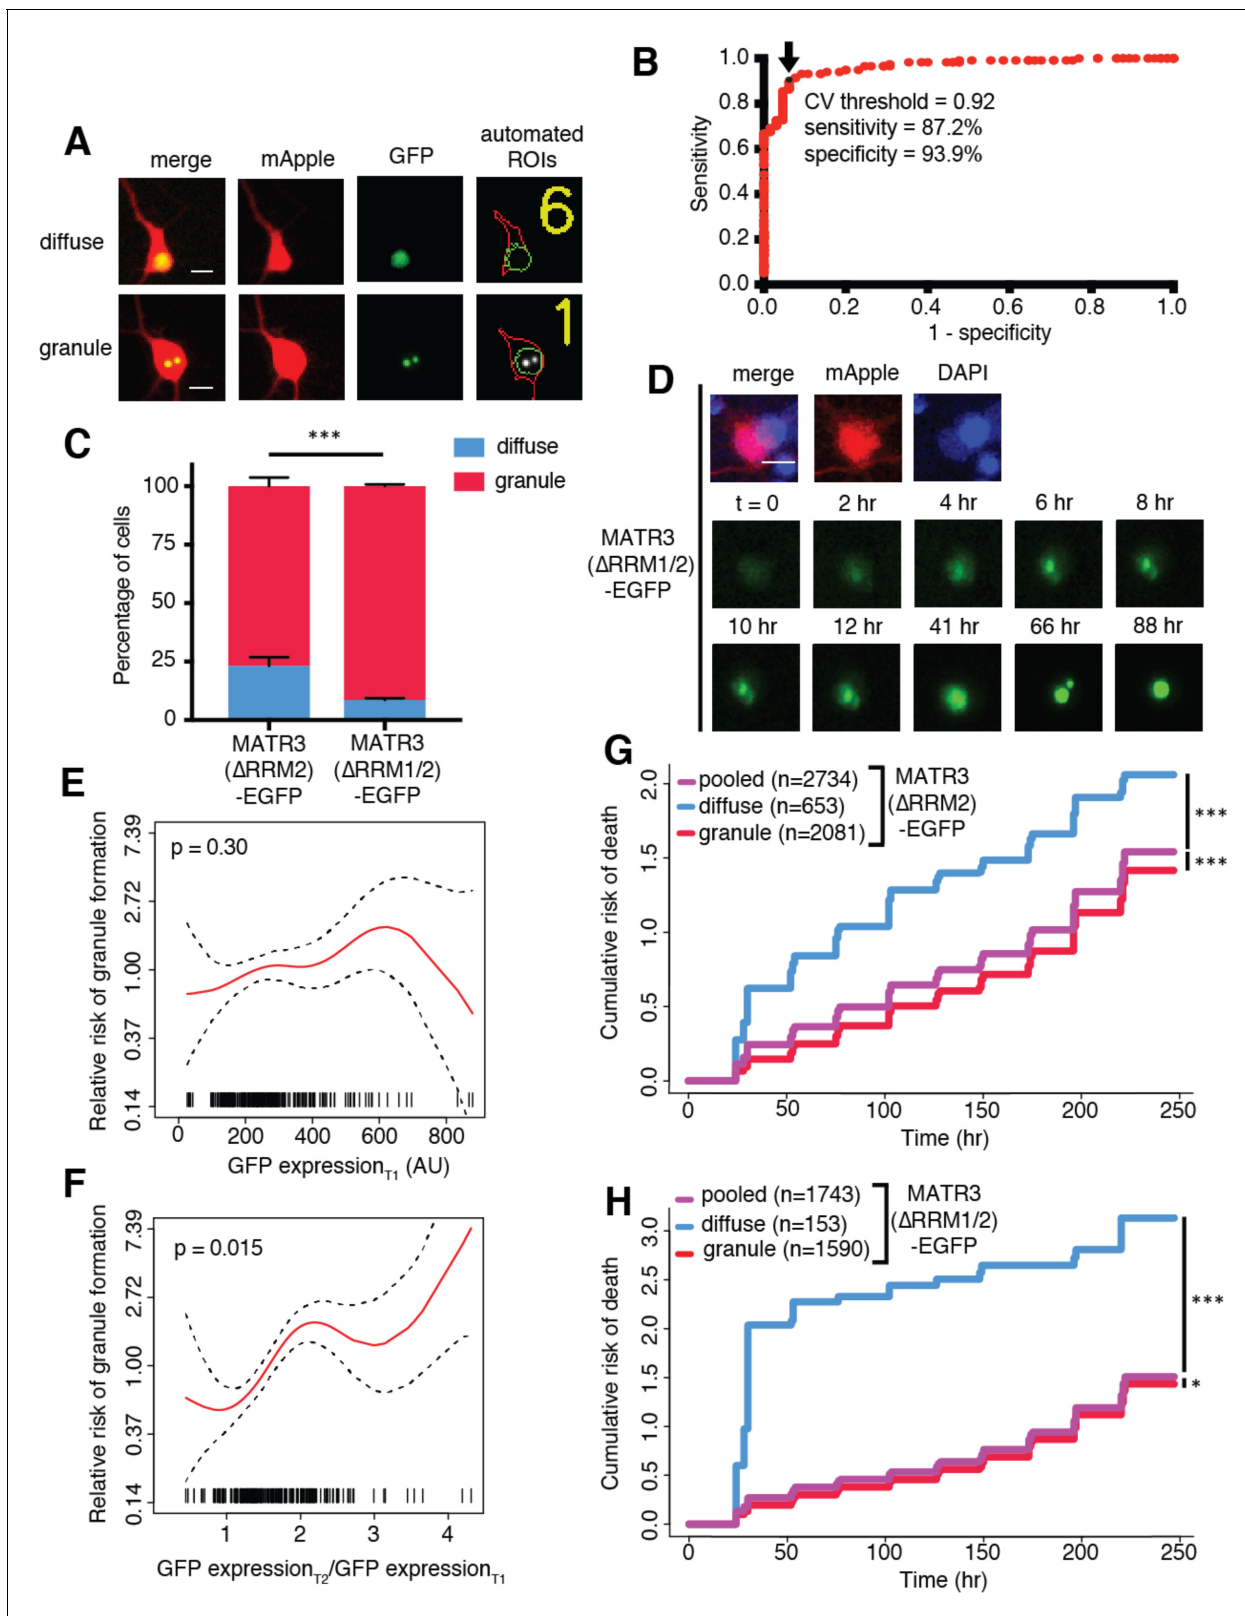 A
merge
mApple
GFP
automated
ROIs
diffuse
6
granule
1
B
Sensitivity
1.0
0.8
0.6
0.4
0.2
0.0
CV threshold = 0.92
sensitivity = 87.2%
specificity = 93.9%
0.0 0.2 0.4 0.6 0.8 1.0
1 - specificity
C
***
diffuse
granule
Percentage of cells
100
75
50
25
0
MATR3
(ΔRRM2)
-EGFP
MATR3
(ΔRRM1/2)
-EGFP
D
merge
mApple
DAPI
MATR3
(ΔRRM1/2)
-EGFP
t = 0
2 hr
4 hr
6 hr
8 hr
10 hr
12 hr
41 hr
66 hr
88 hr
E
p = 0.30
Relative risk of granule formation
7.39
2.72
1.00
0.37
0.14
0 200 400 600 800
GFP expressionT1 (AU)
F
p = 0.015
Relative risk of granule formation
7.39
2.72
1.00
0.37
0.14
1 2 3 4
GFP expressionT2/GFP expressionT1
G
pooled (n=2734)
diffuse (n=653)
granule (n=2081)
MATR3
(ΔRRM2)
-EGFP
***
***
Cumulative risk of death
2.0
1.5
1.0
0.5
0.0
0 50 100 150 200 250
Time (hr)
H
pooled (n=1743)
diffuse (n=153)
granule (n=1590)
MATR3
(ΔRRM1/2)
-EGFP
***
*
Cumulative risk of death
3.0
2.5
2.0
1.5
1.0
0.5
0.0
0 50 100 150 200 250
Time (hr)